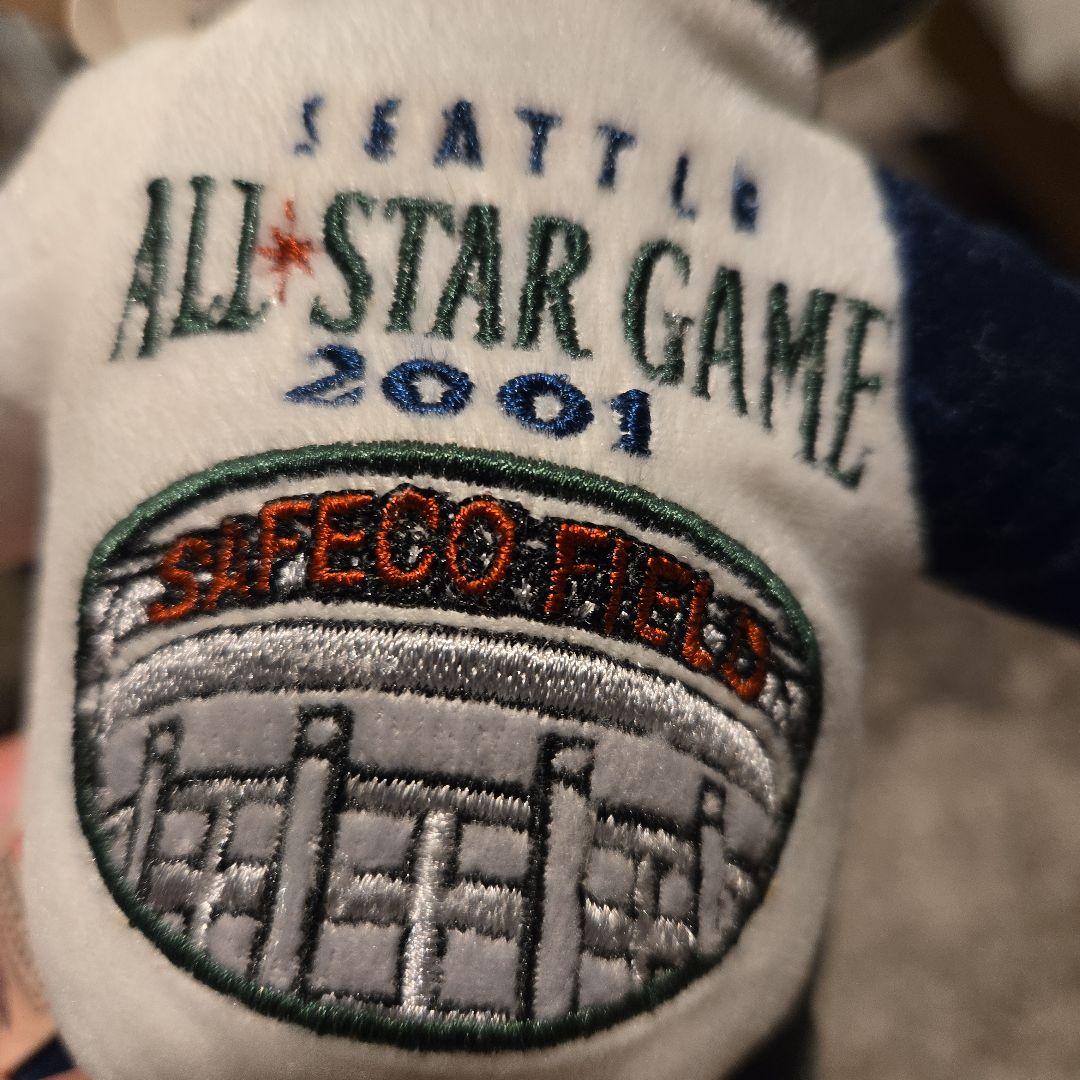 SEATTLE
ALL★STAR GAME
2001
SAFECO FIELD